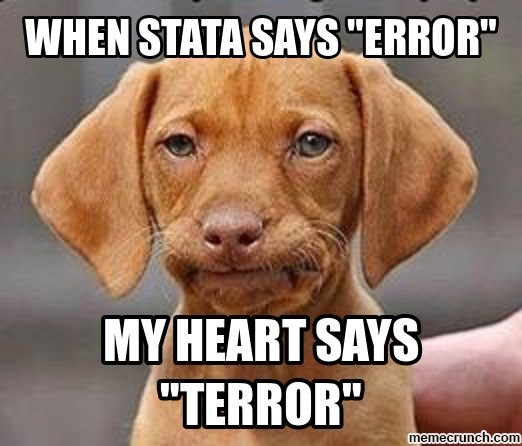 WHEN STATA SAYS "ERROR"
MY HEART SAYS
"TERROR"
memecrunch.com